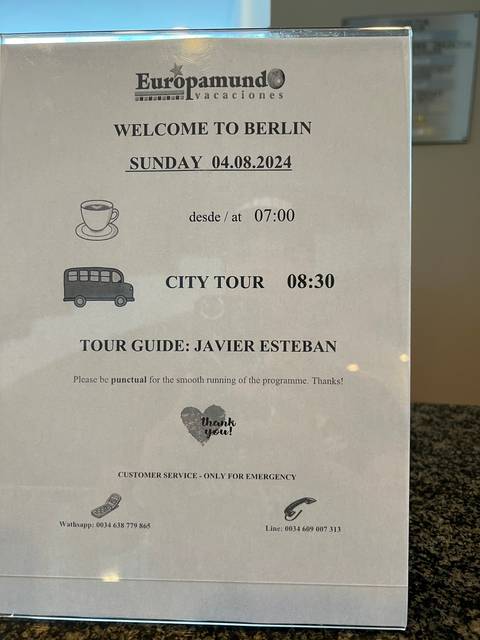 Europamundo
vacaciones
WELCOME TO BERLIN
SUNDAY 04.08.2024
desde / at 07:00
CITY TOUR 08:30
TOUR GUIDE: JAVIER ESTEBAN
Please be punctual for the smooth running of the programme. Thanks!
thank
you!
CUSTOMER SERVICE - ONLY FOR EMERGENCY
Wathsapp: 0034 638 779 865
Line: 0034 609 007 313